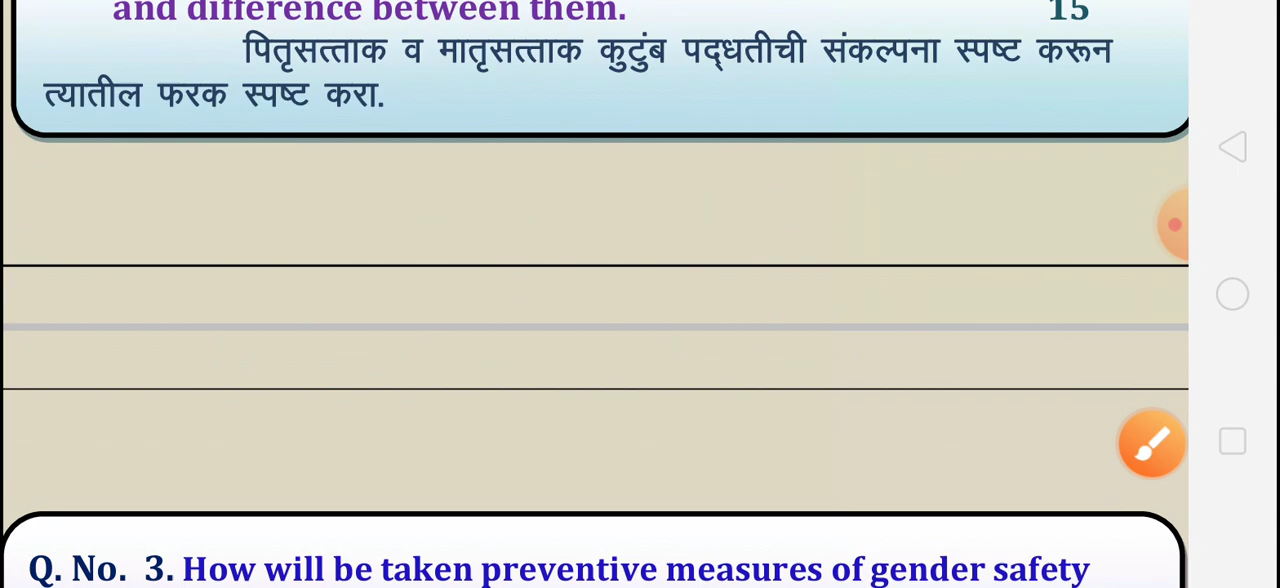 and difference between them. 15
पितृसत्ताक व मातृसत्ताक कुटुंब पद्धतीची संकल्पना स्पष्ट करून
त्यातील फरक स्पष्ट करा.
Q. No. 3. How will be taken preventive measures of gender safety